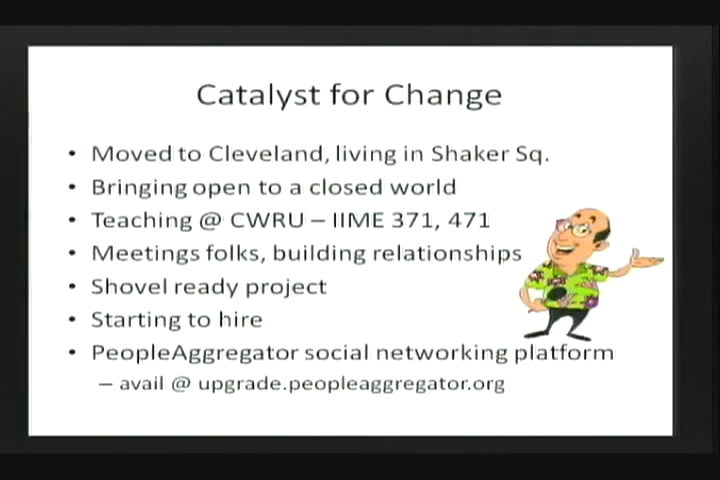 Catalyst for Change
• Moved to Cleveland, living in Shaker Sq.
• Bringing open to a closed world
• Teaching @ CWRU – IIME 371, 471
• Meetings folks, building relationships
• Shovel ready project
• Starting to hire
• PeopleAggregator social networking platform
– avail @ upgrade.peopleaggregator.org